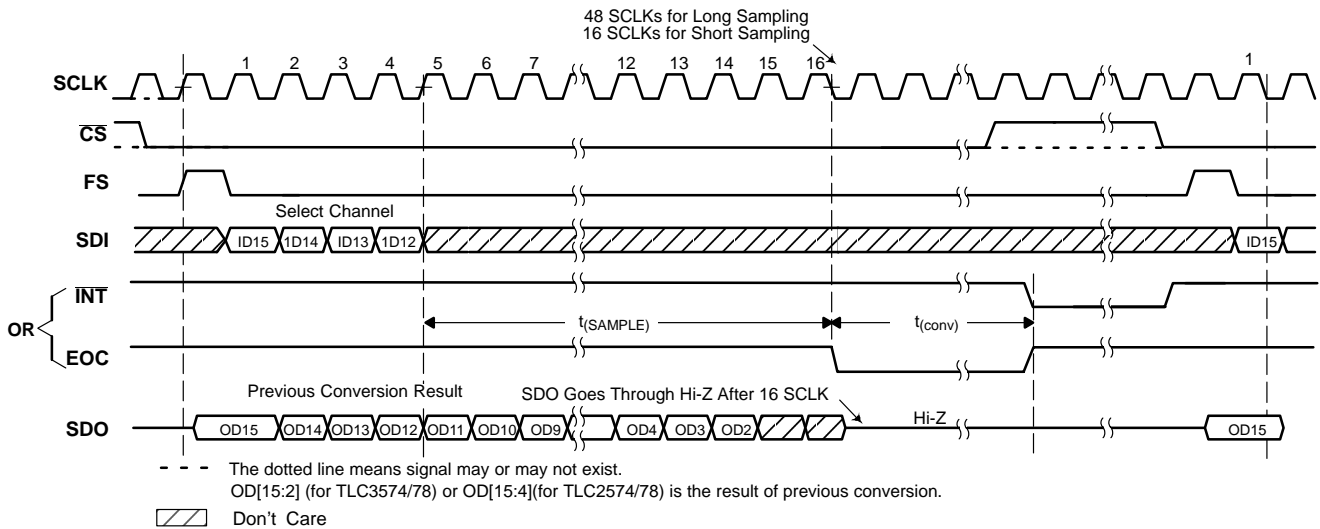 48 SCLKs for Long Sampling
16 SCLKs for Short Sampling
1 2 3 4 5 6 7 12 13 14 15 16 1
SCLK
CS
FS
Select Channel
SDI ID15 1D14 ID13 1D12 ID15
INT
OR
t(SAMPLE) t(conv)
EOC
Previous Conversion Result SDO Goes Through Hi-Z After 16 SCLK
SDO OD15 OD14 OD13 OD12 OD11 OD10 OD9 OD4 OD3 OD2 Hi-Z OD15
The dotted line means signal may or may not exist.
OD[15:2] (for TLC3574/78) or OD[15:4](for TLC2574/78) is the result of previous conversion.
Don't Care